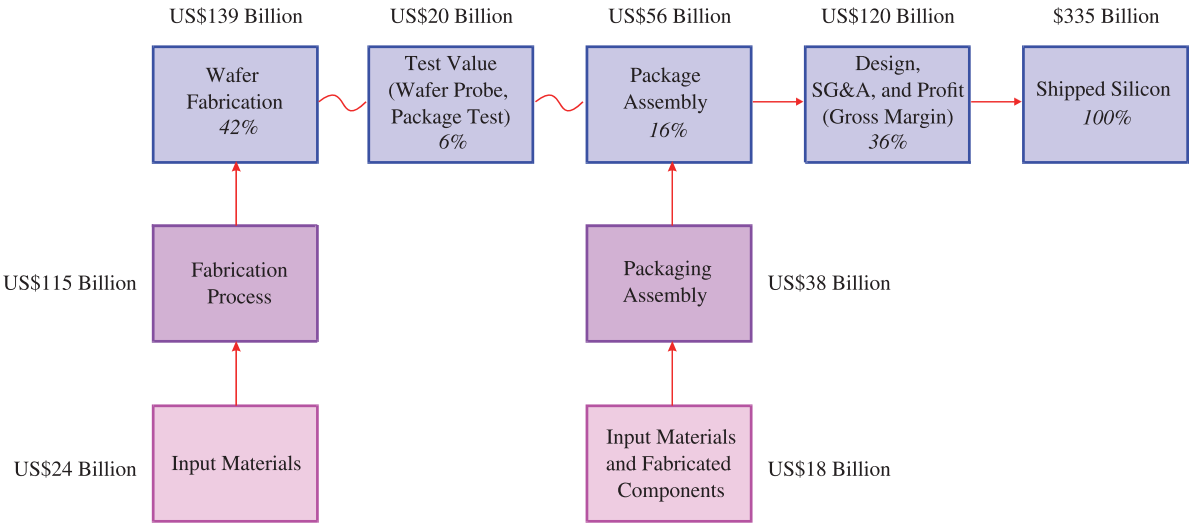 US$139 Billion
US$20 Billion
US$56 Billion
US$120 Billion
$335 Billion
Wafer
Fabrication
42%
Test Value
(Wafer Probe,
Package Test)
6%
Package
Assembly
16%
Design,
SG&A, and Profit
(Gross Margin)
36%
Shipped Silicon
100%
US$115 Billion
Fabrication
Process
Packaging
Assembly
US$38 Billion
US$24 Billion
Input Materials
Input Materials
and Fabricated
Components
US$18 Billion